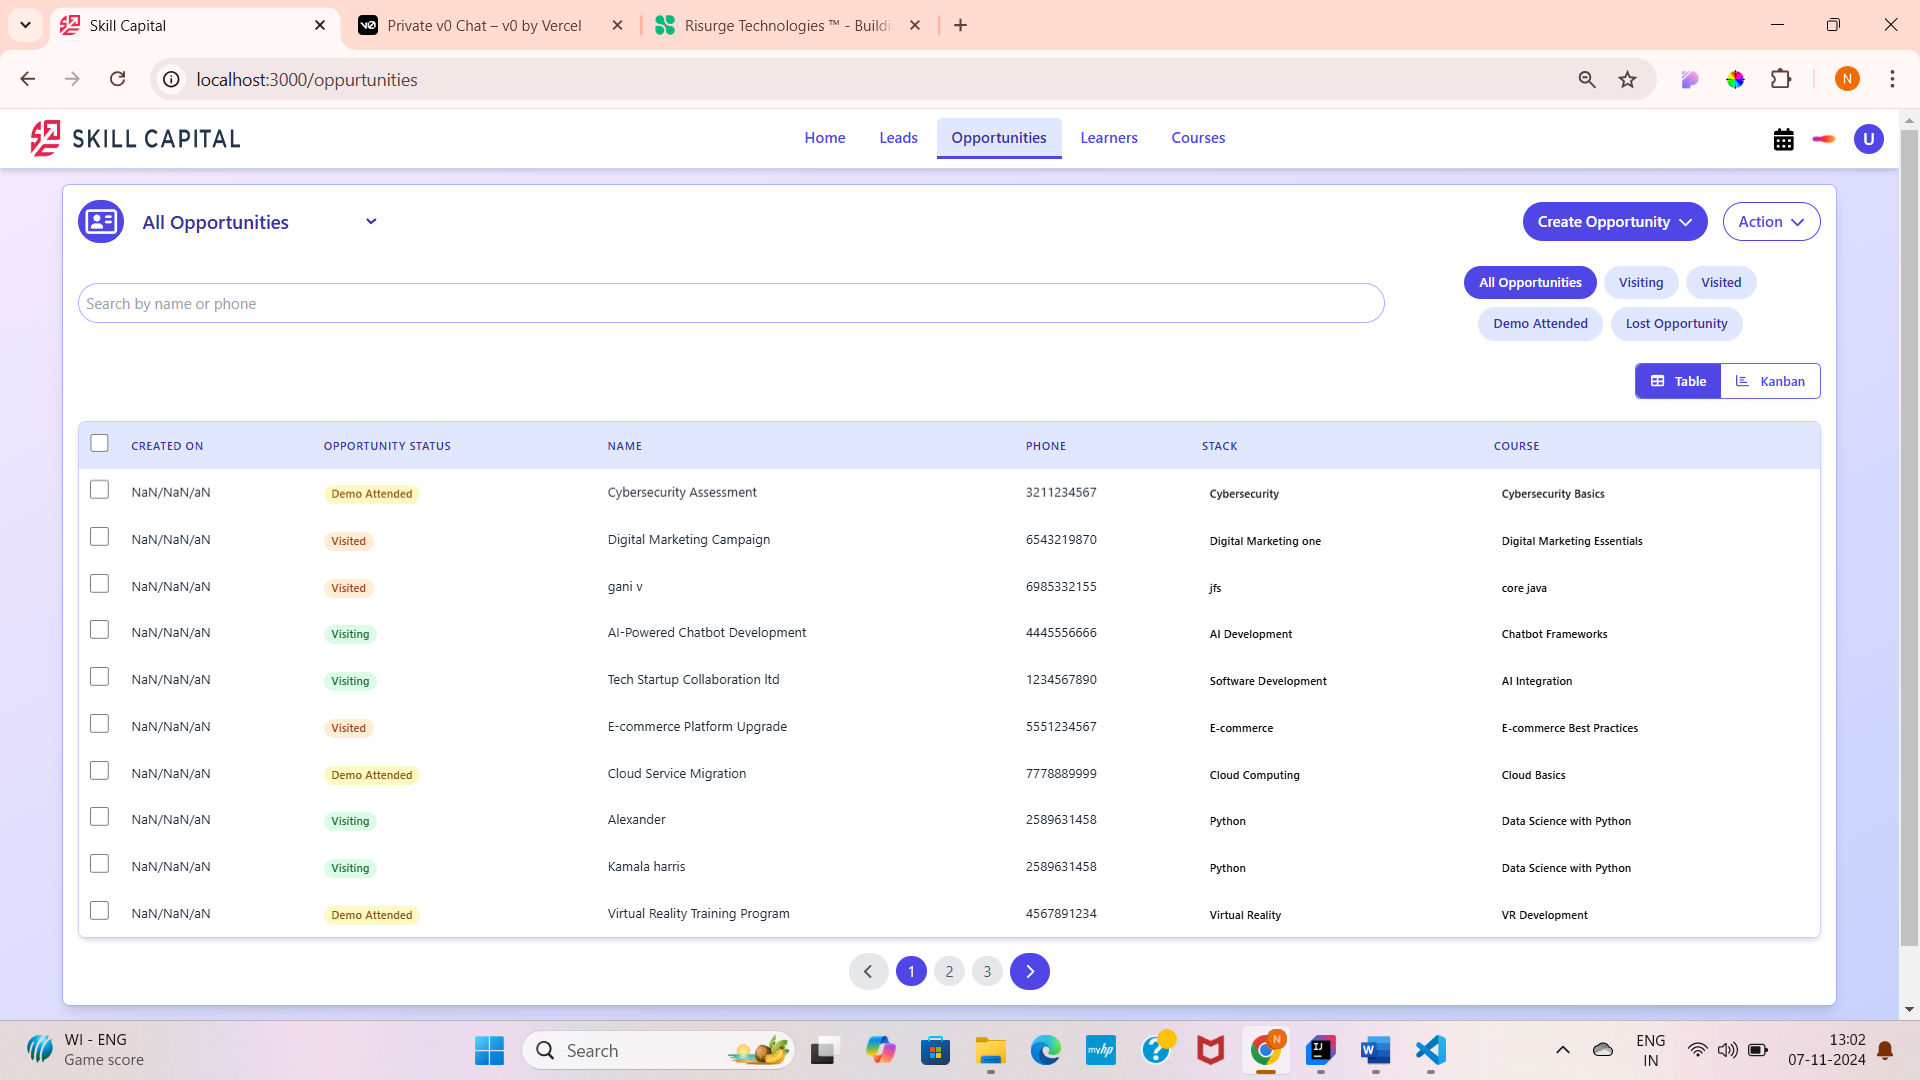 Skill Capital
Private v0 Chat – v0 by Vercel
Risurge Technologies ™ - Buildi
localhost:3000/oppurtunities
N
SKILL CAPITAL
Home Leads Opportunities Learners Courses
U
All Opportunities
Create Opportunity Action
Search by name or phone
All Opportunities Visiting Visited
Demo Attended Lost Opportunity
Table Kanban
CREATED ON OPPORTUNITY STATUS NAME PHONE STACK COURSE
NaN/NaN/aN Demo Attended Cybersecurity Assessment 3211234567 Cybersecurity Cybersecurity Basics
NaN/NaN/aN Visited Digital Marketing Campaign 6543219870 Digital Marketing one Digital Marketing Essentials
NaN/NaN/aN Visited gani v 6985332155 jfs core java
NaN/NaN/aN Visiting AI-Powered Chatbot Development 4445556666 AI Development Chatbot Frameworks
NaN/NaN/aN Visiting Tech Startup Collaboration ltd 1234567890 Software Development AI Integration
NaN/NaN/aN Visited E-commerce Platform Upgrade 5551234567 E-commerce E-commerce Best Practices
NaN/NaN/aN Demo Attended Cloud Service Migration 7778889999 Cloud Computing Cloud Basics
NaN/NaN/aN Visiting Alexander 2589631458 Python Data Science with Python
NaN/NaN/aN Visiting Kamala harris 2589631458 Python Data Science with Python
NaN/NaN/aN Demo Attended Virtual Reality Training Program 4567891234 Virtual Reality VR Development
1 2 3
WI - ENG
Game score
Search
myhp
N
ENG
IN
13:02
07-11-2024